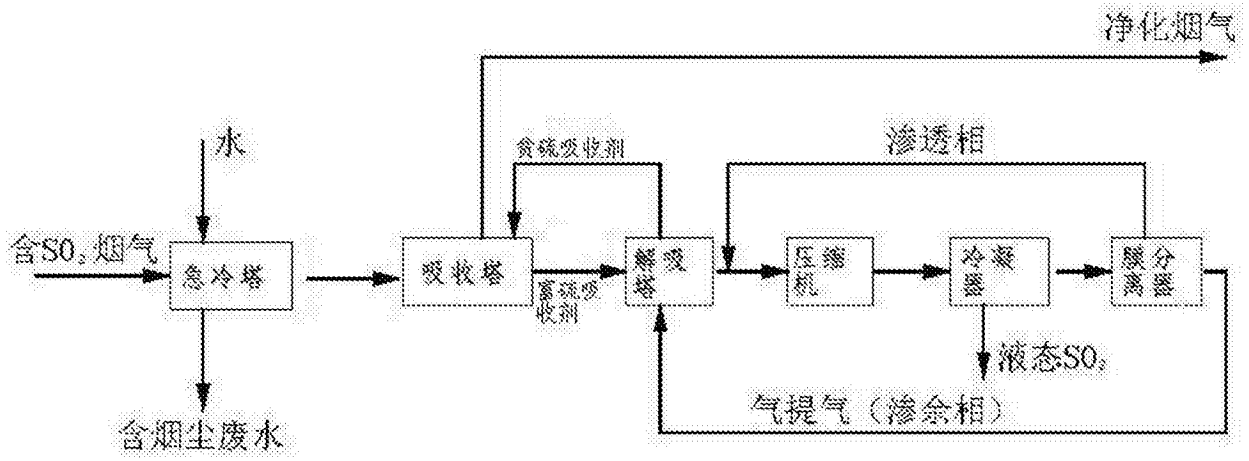 净化烟气
水
贫硫吸收剂
渗透相
含SO₂烟气
急冷塔
吸收塔
解吸
塔
压缩
机
冷凝
器
膜分
离器
富硫吸
收剂
液态SO₂
气提气（渗余相）
含烟尘废水